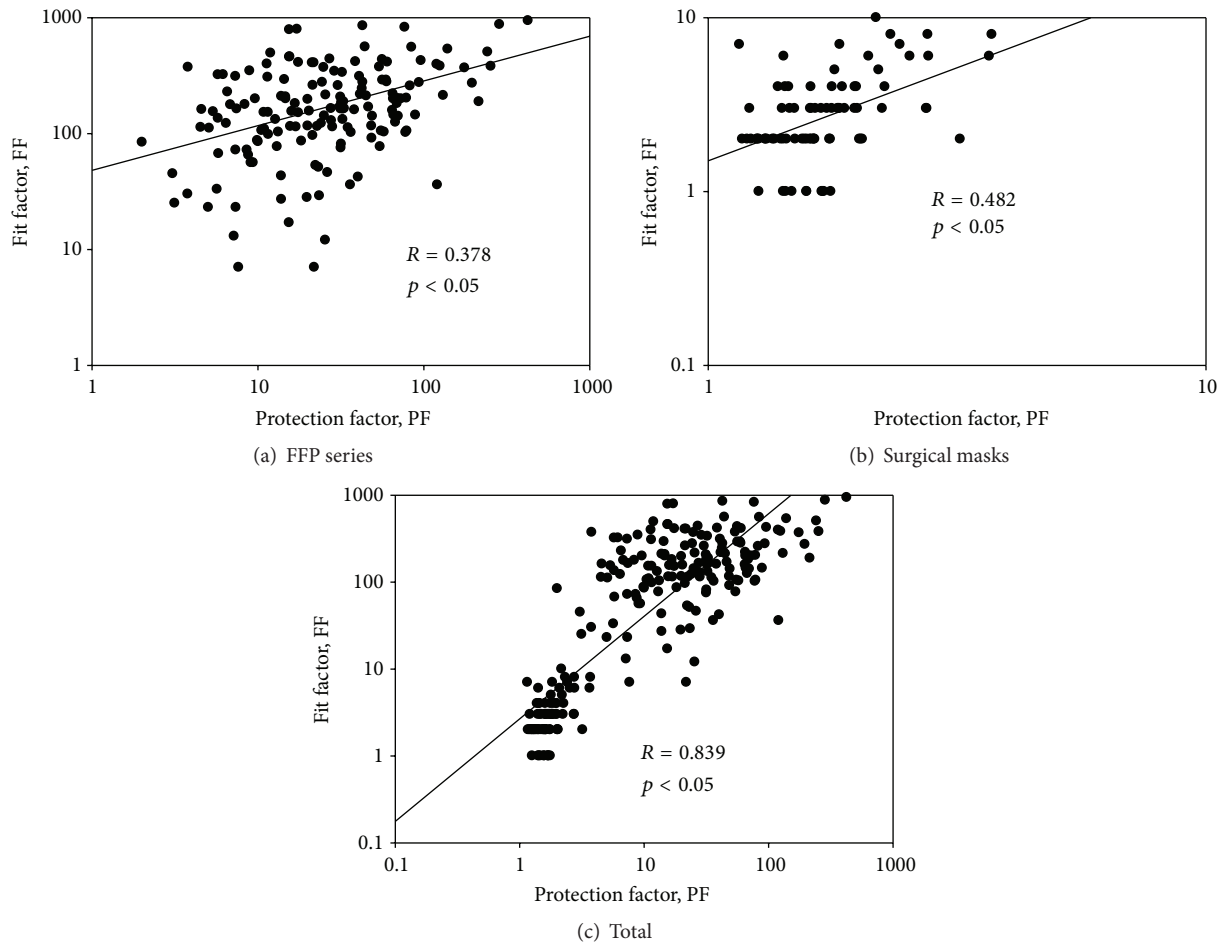 1000
100
10
1
Fit factor, FF
R = 0.378
p < 0.05
1 10 100 1000
Protection factor, PF
(a) FFP series
10
1
0.1
Fit factor, FF
R = 0.482
p < 0.05
1 10
Protection factor, PF
(b) Surgical masks
1000
100
10
1
0.1
Fit factor, FF
R = 0.839
p < 0.05
0.1 1 10 100 1000
Protection factor, PF
(c) Total